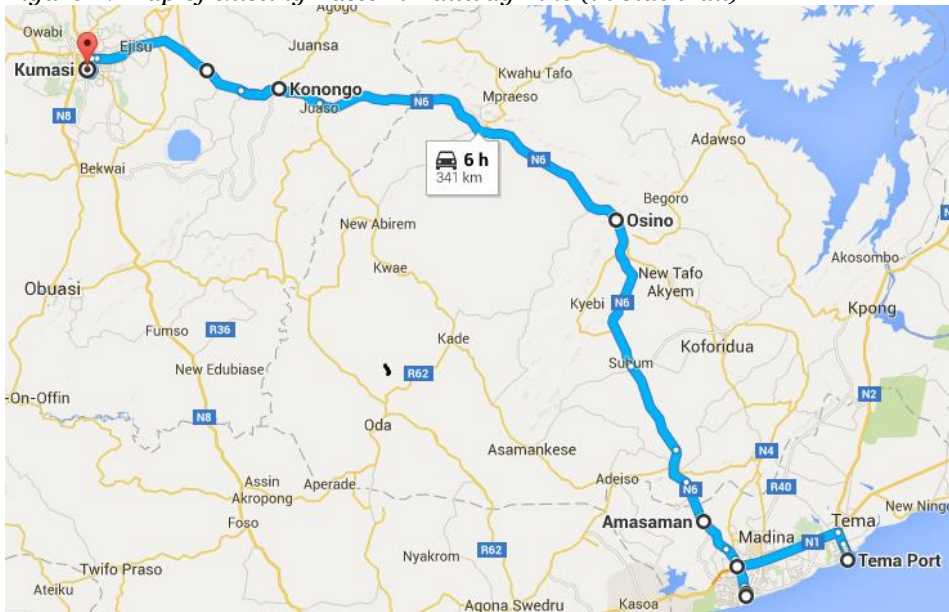 Agogo
Owabi
Ejisu
Juansa
Kumasi
Konongo
Kwahu Tafo
Juaso
N6
Mpraeso
N8
Adawso
6 h
341 km
N6
Bekwai
Begoro
Osino
New Abirem
Akosombo
Kwae
New Tafo
Akyem
Obuasi
Kyebi
N6
Kpong
Fumso
R36
Kade
Koforidua
Suhum
New Edubiase
R62
-On-Offin
N8
N2
Oda
Asamankese
N4
Assin
Akropong
Aperade
Adeiso
N6
R40
New Ningo
Foso
Amasaman
Tema
Madina
N1
Nyakrom
R62
Tema Port
Twifo Praso
Ateiku
Agona Swedru
Kasoa